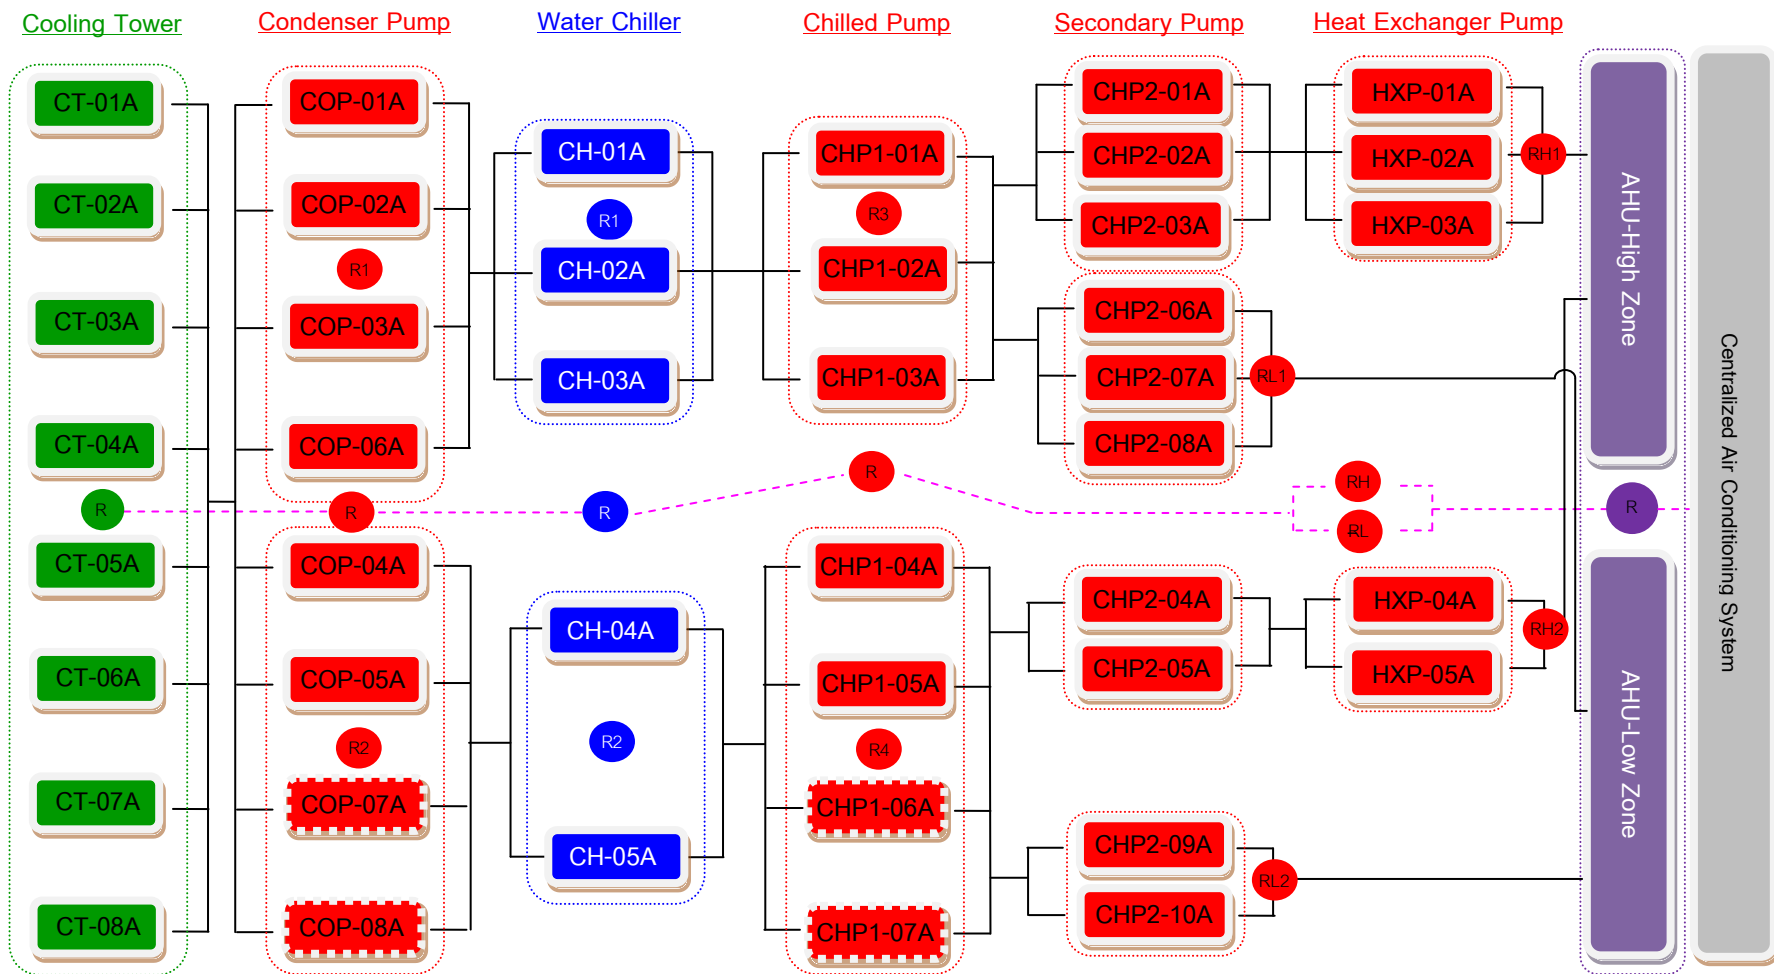 Cooling Tower
Condenser Pump
Water Chiller
Chilled Pump
Secondary Pump
Heat Exchanger Pump
CT-01A
CT-02A
CT-03A
CT-04A
R
CT-05A
CT-06A
CT-07A
CT-08A
COP-01A
COP-02A
R1
COP-03A
COP-06A
R
COP-04A
COP-05A
R2
COP-07A
COP-08A
CH-01A
R1
CH-02A
CH-03A
R
CH-04A
R2
CH-05A
CHP1-01A
R3
CHP1-02A
CHP1-03A
R
CHP1-04A
CHP1-05A
R4
CHP1-06A
CHP1-07A
CHP2-01A
CHP2-02A
CHP2-03A
CHP2-06A
CHP2-07A
RL1
CHP2-08A
CHP2-04A
CHP2-05A
CHP2-09A
RL2
CHP2-10A
HXP-01A
HXP-02A
RH1
HXP-03A
RH
RL
HXP-04A
RH2
HXP-05A
AHU-High Zone
R
AHU-Low Zone
Centralized Air Conditioning System